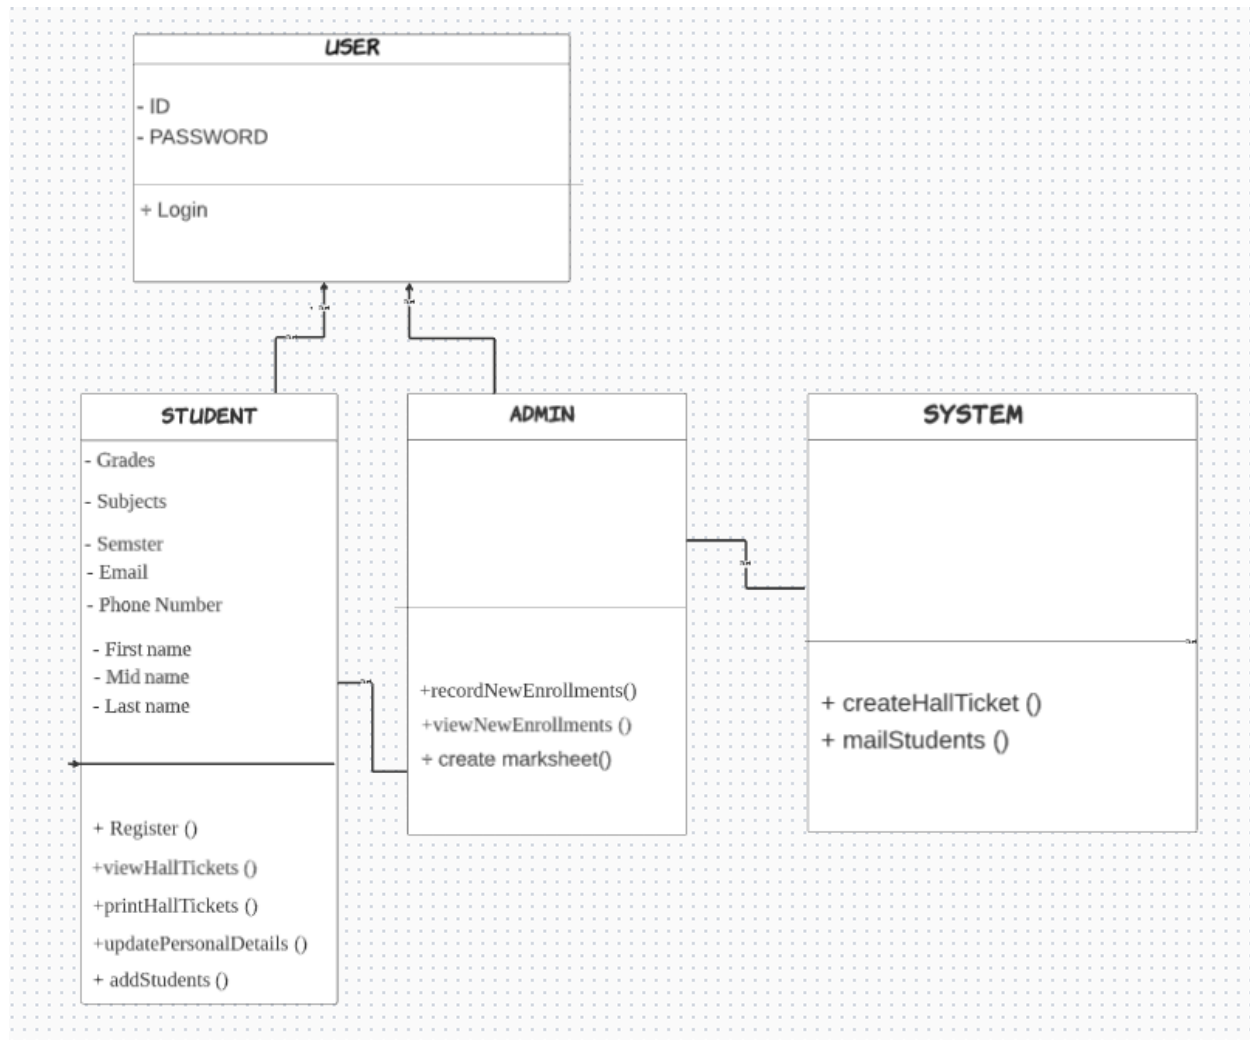 USER
- ID
- PASSWORD
+ Login
STUDENT
- Grades
- Subjects
- Semster
- Email
- Phone Number
- First name
- Mid name
- Last name
+ Register ()
+viewHallTickets ()
+printHallTickets ()
+updatePersonalDetails ()
+ addStudents ()
ADMIN
+recordNewEnrollments()
+viewNewEnrollments ()
+ create marksheet()
SYSTEM
+ createHallTicket ()
+ mailStudents ()